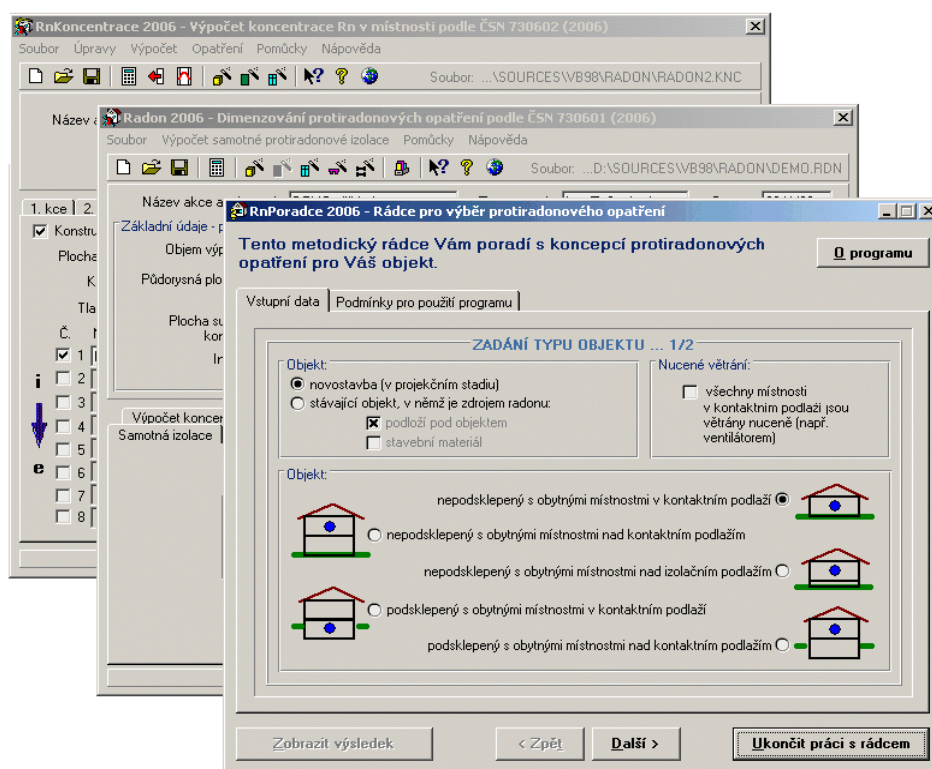 RnKoncentrace 2006 - Výpočet koncentrace Rn v místnosti podle ČSN 730602 (2006)
Soubor Úpravy Výpočet Opatření Pomůcky Nápověda
Soubor: ...\SOURCES\VB98\RADON\RADON2.KNC
Název
1. kce 2.
Konstru
Plocha
K
Tla
Č.
1
2
3
4
5
6
7
8
i
e
Radon 2006 - Dimenzování protiradonových opatření podle ČSN 730601 (2006)
Soubor Výpočet samotné protiradonové izolace Pomůcky Nápověda
Soubor: ...D:\SOURCES\VB98\RADON\DEMO.RDN
Název akce a
Základní údaje - p
Objem výp
Půdorysná plo
Plocha su
kor
Ir
Výpočet koncer
Samotná izolace
RnPoradce 2006 - Rádce pro výběr protiradonového opatření
Tento metodický rádce Vám poradí s koncepcí protiradonových
opatření pro Váš objekt.
O programu
Vstupní data Podmínky pro použití programu
ZADÁNÍ TYPU OBJEKTU ... 1/2
Objekt:
novostavba (v projekčním stadiu)
stávající objekt, v němž je zdrojem radonu:
podloží pod objektem
stavební materiál
Nucené větrání:
všechny místnosti
v kontaktním podlaží jsou
větrány nuceně (např.
ventilátorem)
Objekt:
nepodsklepený s obytnými místnostmi v kontaktním podlaží
nepodsklepený s obytnými místnostmi nad kontaktním podlažím
nepodsklepený s obytnými místnostmi nad izolačním podlažím
podsklepený s obytnými místnostmi v kontaktním podlaží
podsklepený s obytnými místnostmi nad kontaktním podlažím
Zobrazit výsledek
< Zpět
Další >
Ukončit práci s rádcem